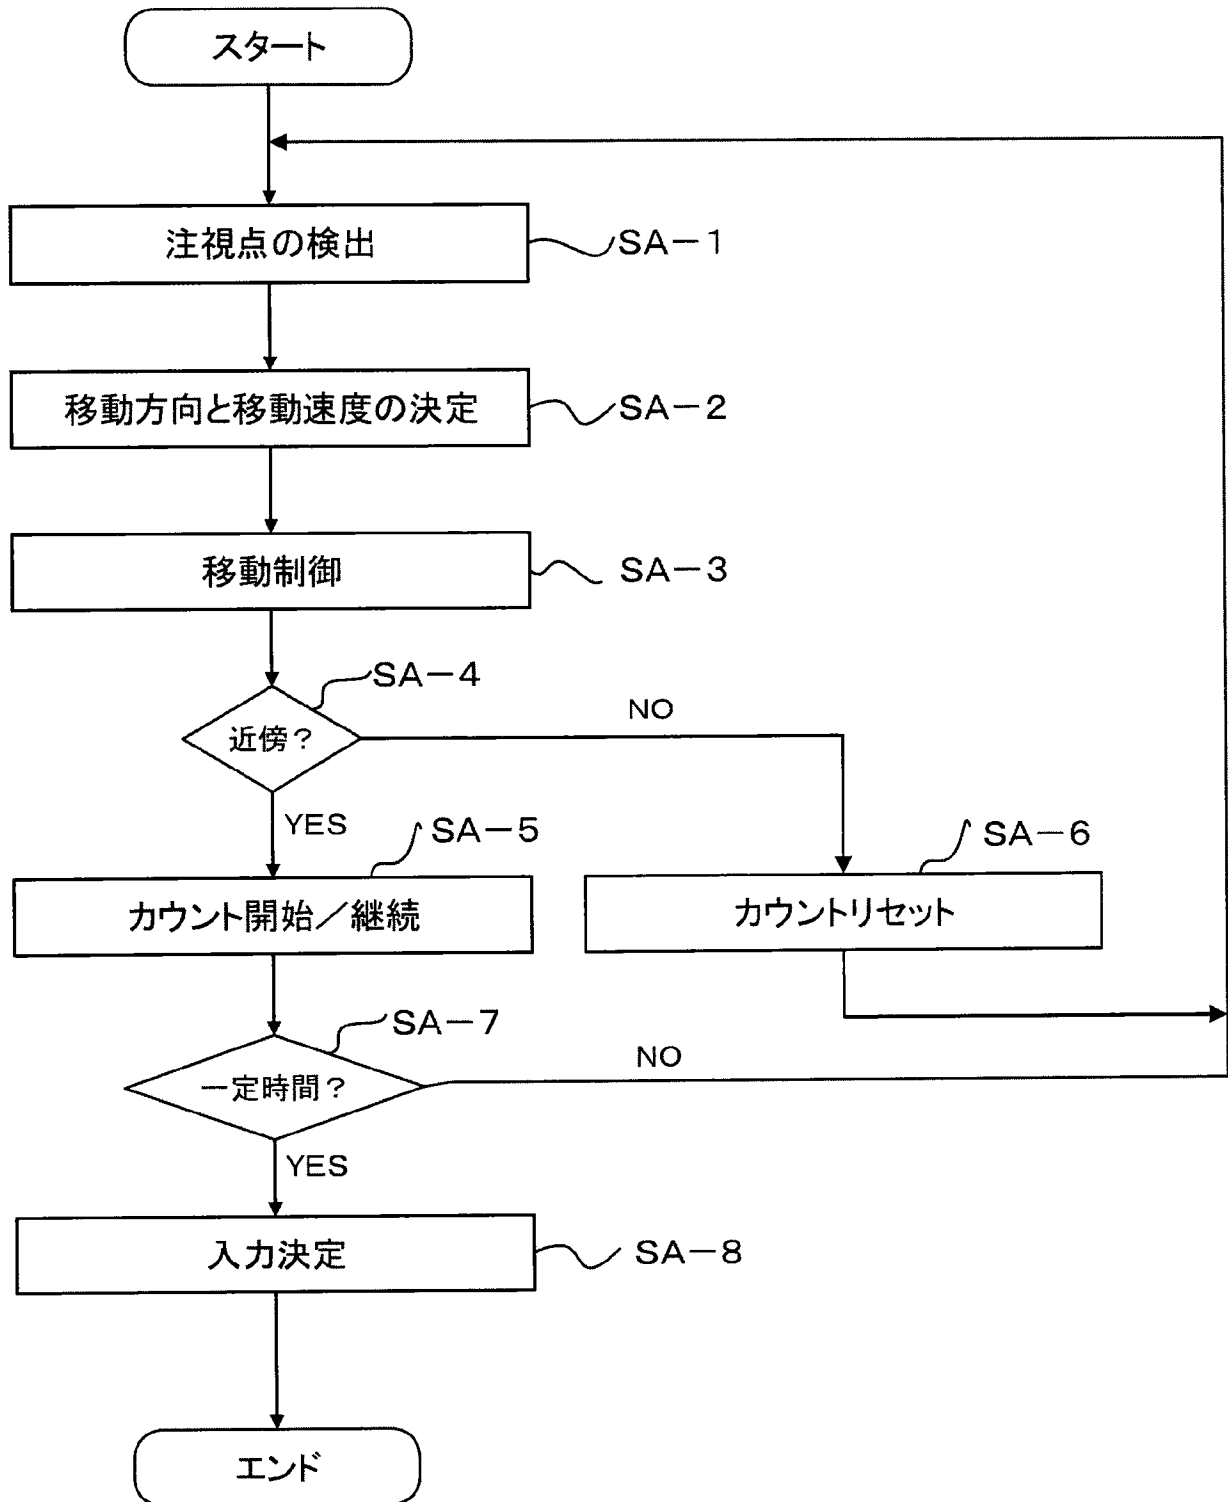 スタート
注視点の検出
SA-1
移動方向と移動速度の決定
SA-2
移動制御
SA-3
SA-4
近傍?
NO
YES
SA-5
カウント開始/継続
SA-6
カウントリセット
SA-7
一定時間?
NO
YES
入力決定
SA-8
エンド